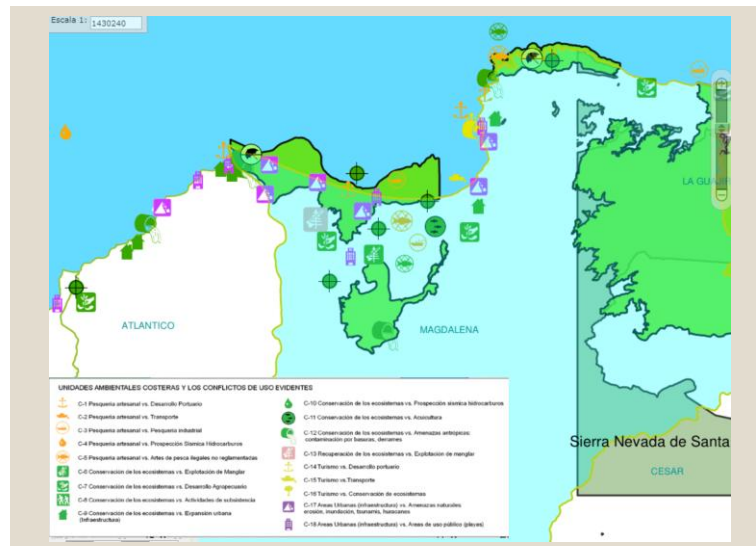 Escala 1: 1430240
LA GUAJI
ATLANTICO
MAGDALENA
Sierra Nevada de Santa
CESAR
UNIDADES AMBIENTALES COSTERAS Y LOS CONFLICTOS DE USO EVIDENTES
C-1 Pesquería artesanal vs. Desarrollo Portuario
C-2 Pesquería artesanal vs. Transporte
C-3 Pesquería artesanal vs. Pesquería industrial
C-4 Pesquería artesanal vs. Prospección Sísmica Hidrocarburos
C-5 Pesquería artesanal vs. Artes de pesca ilegales no reglamentadas
C-6 Conservación de los ecosistemas vs. Explotación de Manglar
C-7 Conservación de los ecosistemas vs. Desarrollo Agropecuario
C-8 Conservación de los ecosistemas vs. Actividades de subsistencia
C-9 Conservación de los ecosistemas vs. Expansión urbana
(Infraestructura)
C-10 Conservación de los ecosistemas vs. Prospección sísmica hidrocarburos
C-11 Conservación de los ecosistemas vs. Acuicultura
C-12 Conservación de los ecosistemas vs. Amenazas antrópicas:
contaminación por basuras, derrames
C-13 Recuperación de los ecosistemas vs. Explotación de manglar
C-14 Turismo vs. Desarrollo portuario
C-15 Turismo vs. Transporte
C-16 Turismo vs. Conservación de ecosistemas
C-17 Areas Urbanas (infraestructura) vs. Amenazas naturales
erosión, inundación, tsunamis, huracanes
C-18 Areas Urbanas (infraestructura) vs. Areas de uso público (playas)